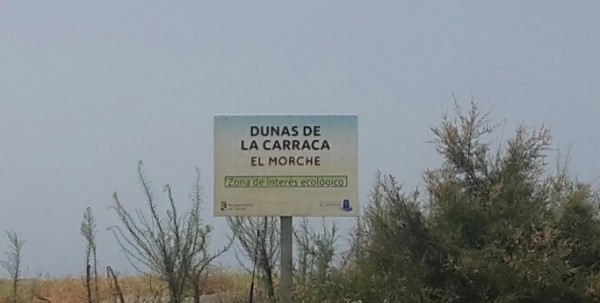 DUNAS DE
LA CARRACA
EL MORCHE
Zona de interés ecológico